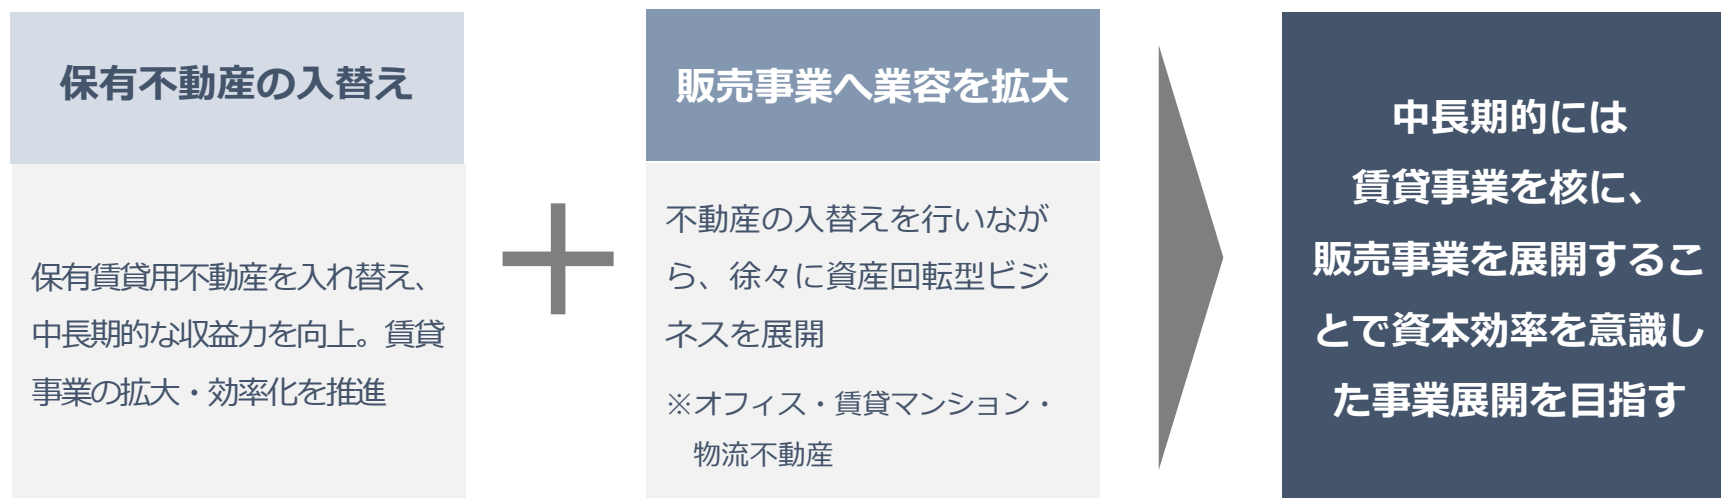 保有不動産の入替え
保有賃貸用不動産を入れ替え、
中長期的な収益力を向上。賃貸
事業の拡大・効率化を推進
販売事業へ業容を拡大
不動産の入替えを行いなが
ら、徐々に資産回転型ビジ
ネスを展開
※オフィス・賃貸マンション・
物流不動産
中長期的には
賃貸事業を核に、
販売事業を展開するこ
とで資本効率を意識し
た事業展開を目指す